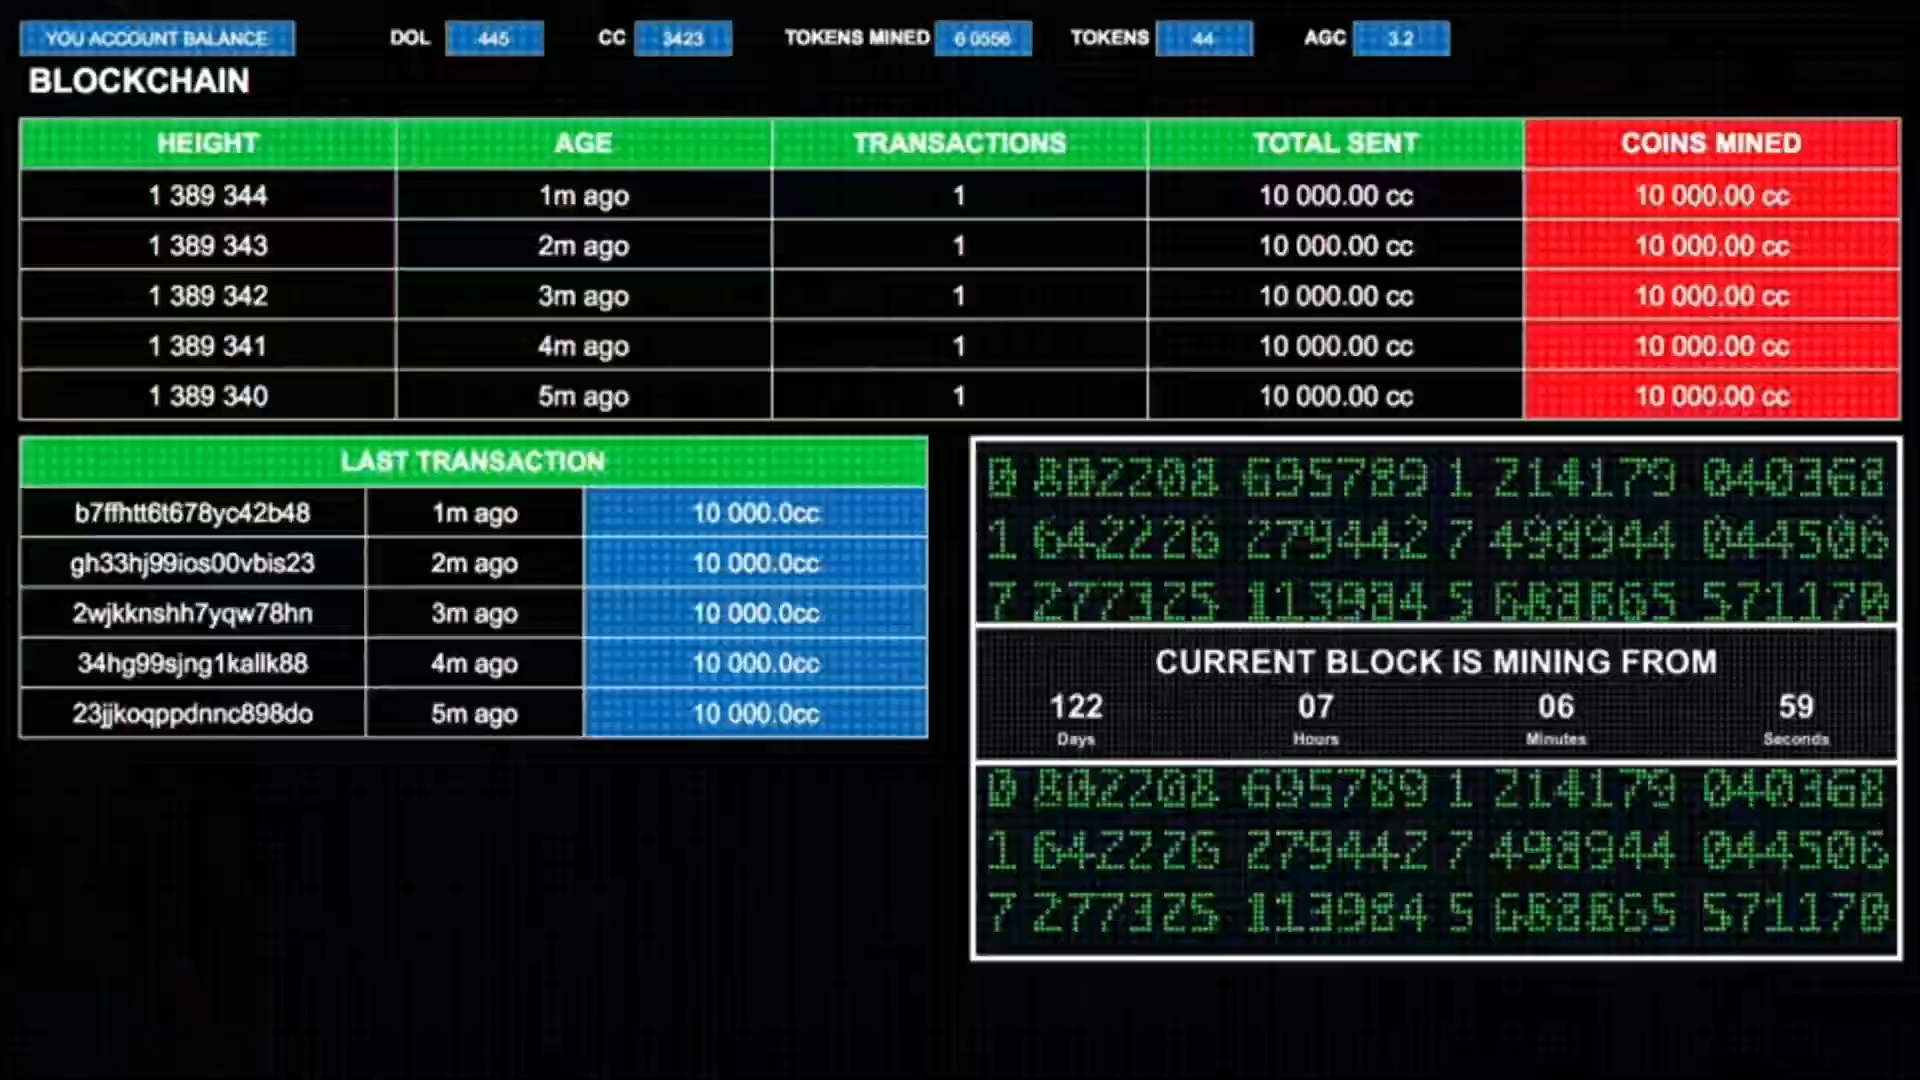 YOU ACCOUNT BALANCE DOL 445 CC 3423 TOKENS MINED 0 0556 TOKENS 44 AGC 3.2
BLOCKCHAIN
HEIGHT AGE TRANSACTIONS TOTAL SENT COINS MINED
1 389 344 1m ago 1 10 000.00 cc 10 000.00 cc
1 389 343 2m ago 1 10 000.00 cc 10 000.00 cc
1 389 342 3m ago 1 10 000.00 cc 10 000.00 cc
1 389 341 4m ago 1 10 000.00 cc 10 000.00 cc
1 389 340 5m ago 1 10 000.00 cc 10 000.00 cc
LAST TRANSACTION
b7ffhtt6t678yc42b48 1m ago 10 000.0cc
gh33hj99ios00vbis23 2m ago 10 000.0cc
2wjkknshh7yqw78hn 3m ago 10 000.0cc
34hg99sjng1kallk88 4m ago 10 000.0cc
23jjkoqppdnnc898do 5m ago 10 000.0cc
0 802208 695789 1 214179 040368
1 642226 279442 7 498944 044506
7 277325 113984 5 571170
CURRENT BLOCK IS MINING FROM
122 07 06 59
Days Hours Minutes Seconds
0 802208 695789 1 214179 040368
1 642226 279442 7 498944 044506
7 277325 113984 5 571170